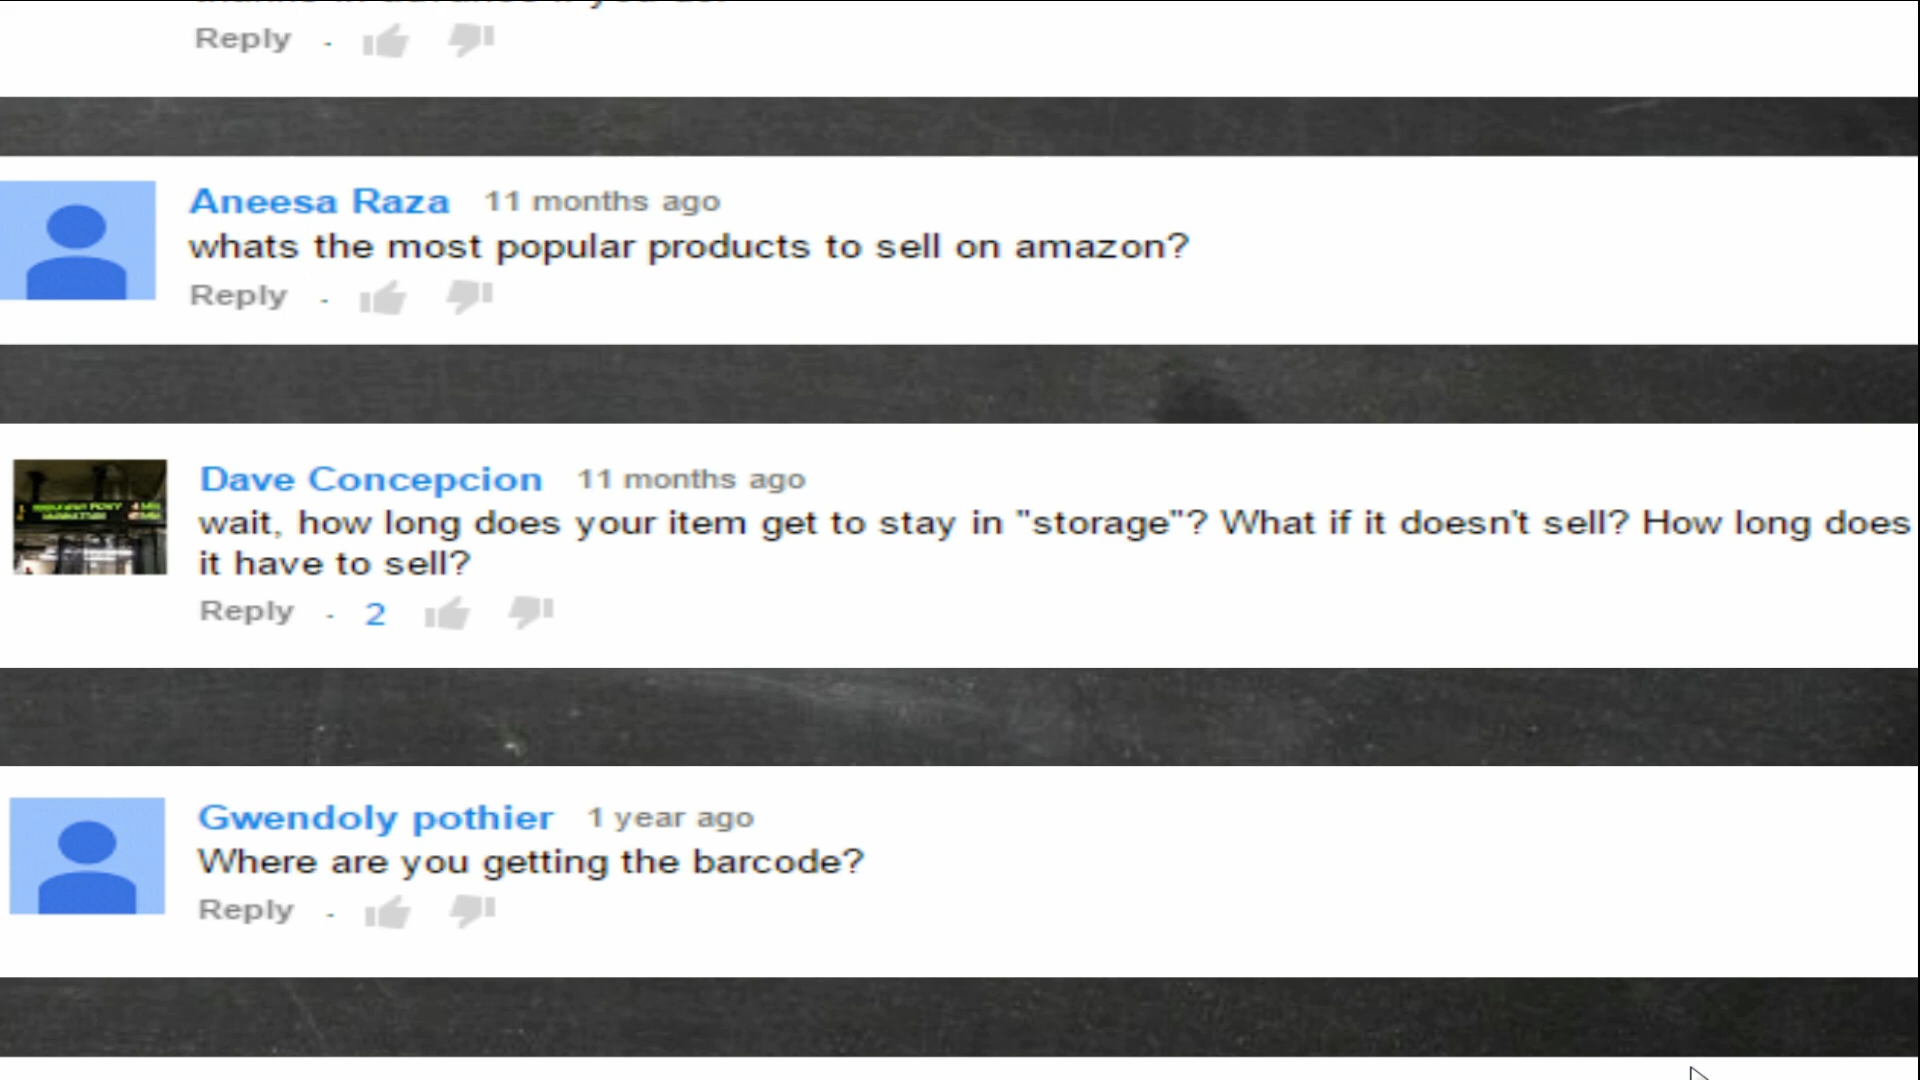 Reply .
Aneesa Raza 11 months ago
whats the most popular products to sell on amazon?
Reply .
Dave Concepcion 11 months ago
wait, how long does your item get to stay in "storage"? What if it doesn't sell? How long does
it have to sell?
Reply . 2
Gwendoly pothier 1 year ago
Where are you getting the barcode?
Reply .